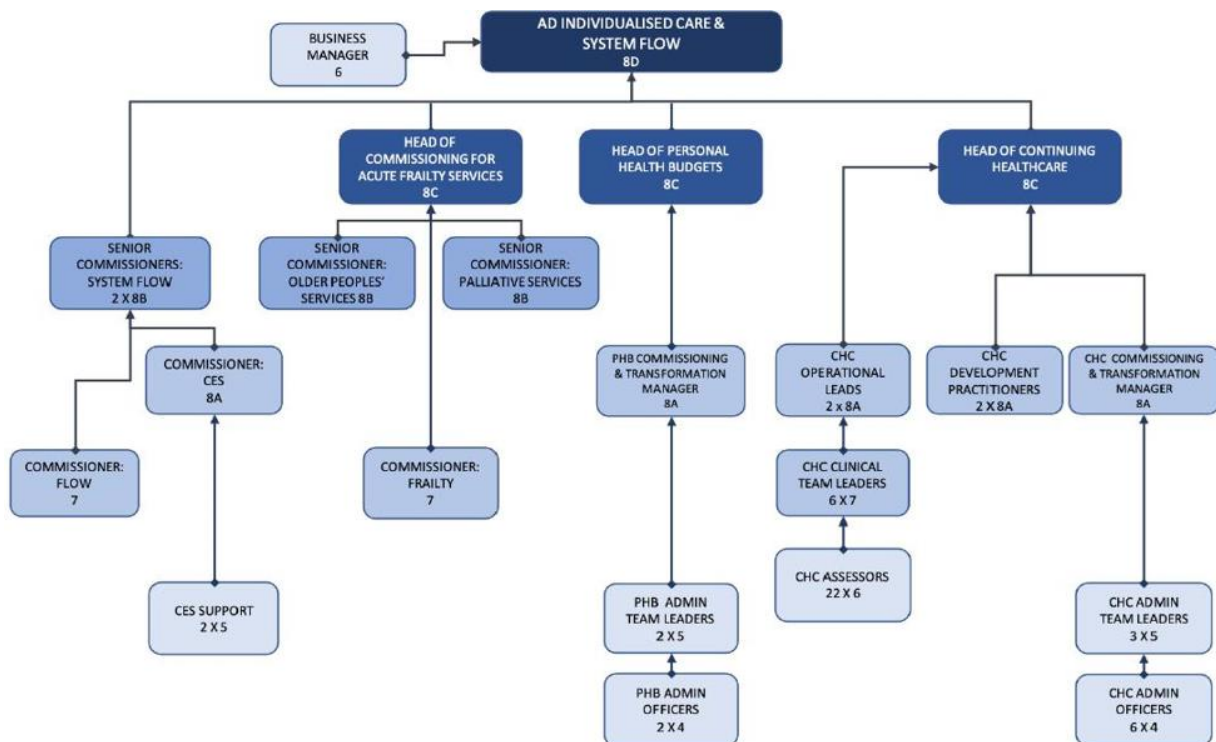 AD INDIVIDUALISED CARE &
SYSTEM FLOW
8D
BUSINESS
MANAGER
6
HEAD OF
COMMISSIONING FOR
ACUTE FRAILTY SERVICES
8C
HEAD OF PERSONAL
HEALTH BUDGETS
8C
HEAD OF CONTINUING
HEALTHCARE
8C
SENIOR
COMMISSIONERS:
SYSTEM FLOW
2 X 8B
SENIOR
COMMISSIONER:
OLDER PEOPLES'
SERVICES 8B
SENIOR
COMMISSIONER:
PALLIATIVE SERVICES
8B
COMMISSIONER:
CES
8A
PHB COMMISSIONING
& TRANSFORMATION
MANAGER
8A
CHC
OPERATIONAL
LEADS
2 x 8A
CHC
DEVELOPMENT
PRACTITIONERS
2 X 8A
CHC COMMISSIONING
& TRANSFORMATION
MANAGER
8A
COMMISSIONER:
FLOW
7
COMMISSIONER:
FRAILTY
7
CHC CLINICAL
TEAM LEADERS
6 X 7
CES SUPPORT
2 X 5
PHB ADMIN
TEAM LEADERS
2 X 5
CHC ASSESSORS
22 X 6
CHC ADMIN
TEAM LEADERS
3 X 5
PHB ADMIN
OFFICERS
2 X 4
CHC ADMIN
OFFICERS
6 X 4